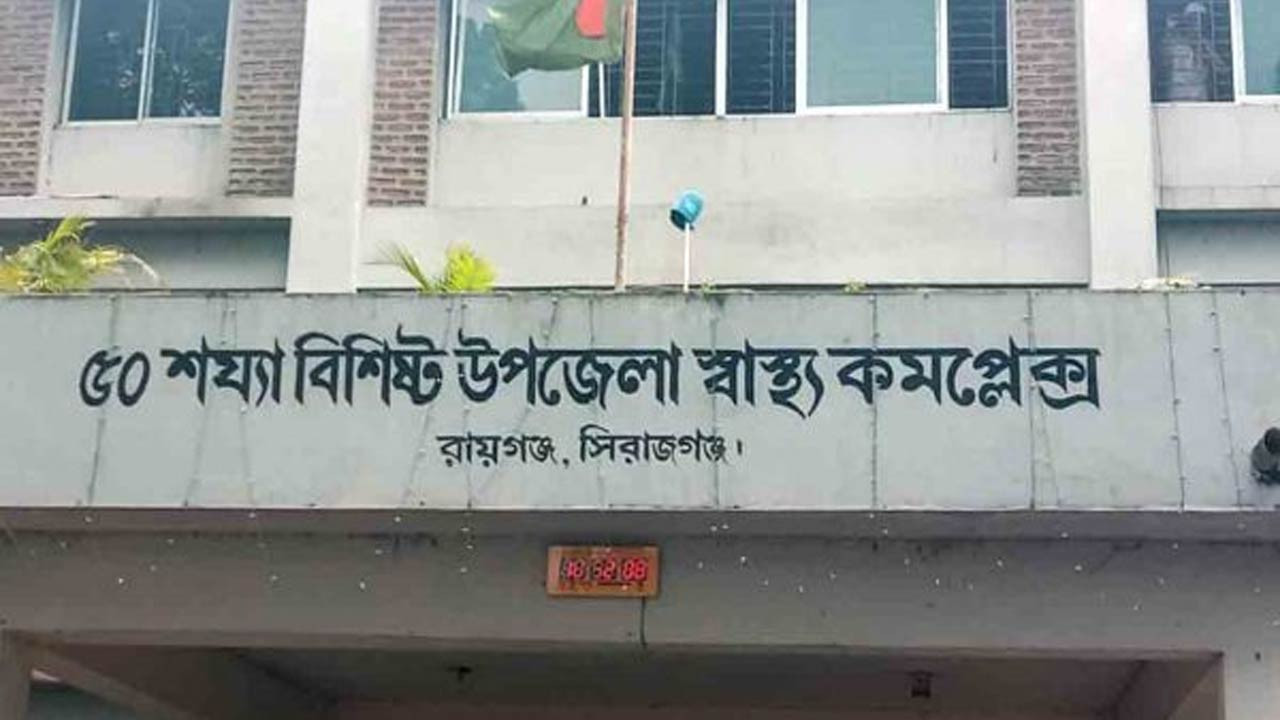 ৫০ শয্যা বিশিষ্ট উপজেলা স্বাস্থ্য কমপ্লেক্স
রায়গঞ্জ, সিরাজগঞ্জ।